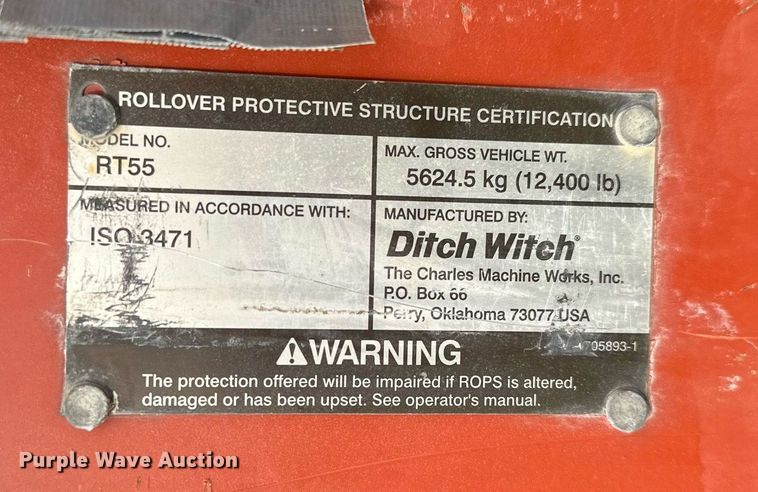 ROLLOVER PROTECTIVE STRUCTURE CERTIFICATION
MODEL NO.
RT55
MAX. GROSS VEHICLE WT.
5624.5 kg (12,400 lb)
MEASURED IN ACCORDANCE WITH:
ISO 3471
MANUFACTURED BY:
Ditch Witch®
The Charles Machine Works, Inc.
P.O. Box 66
Perry, Oklahoma 73077 USA
05893-1
⚠WARNING
The protection offered will be impaired if ROPS is altered,
damaged or has been upset. See operator's manual.
Purple Wave Auction